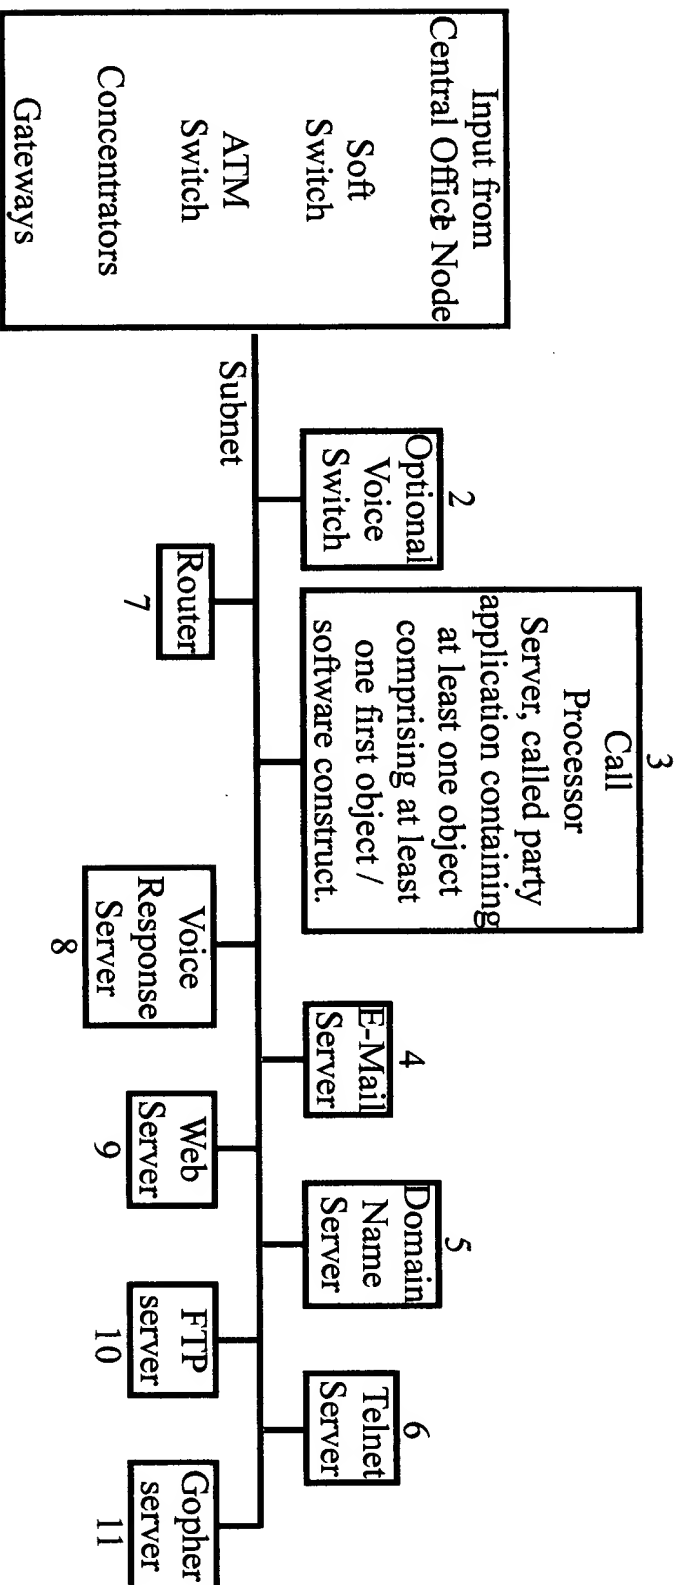 Input from
Central Office Node
Soft
Switch
ATM
Switch
Concentrators
Gateways
Subnet
2
Optional
Voice
Switch
3
Call
Processor
Server, called party
application containing
at least one object
comprising at least
one first object /
software construct.
4
E-Mail
Server
5
Domain
Name
Server
6
Telnet
Server
Router
7
Voice
Response
Server
8
Web
Server
9
FTP
server
10
Gopher
server
11